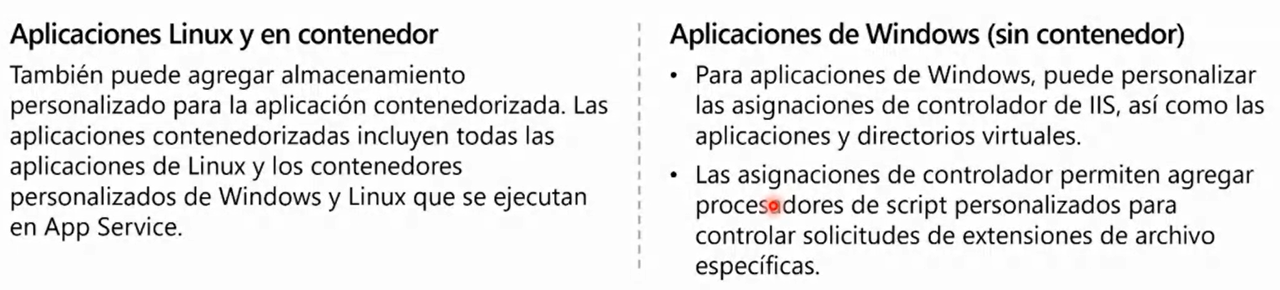 Aplicaciones Linux y en contenedor
También puede agregar almacenamiento
personalizado para la aplicación contenedorizada. Las
aplicaciones contenedorizadas incluyen todas las
aplicaciones de Linux y los contenedores
personalizados de Windows y Linux que se ejecutan
en App Service.
Aplicaciones de Windows (sin contenedor)
• Para aplicaciones de Windows, puede personalizar
las asignaciones de controlador de IIS, así como las
aplicaciones y directorios virtuales.
• Las asignaciones de controlador permiten agregar
procesadores de script personalizados para
controlar solicitudes de extensiones de archivo
específicas.